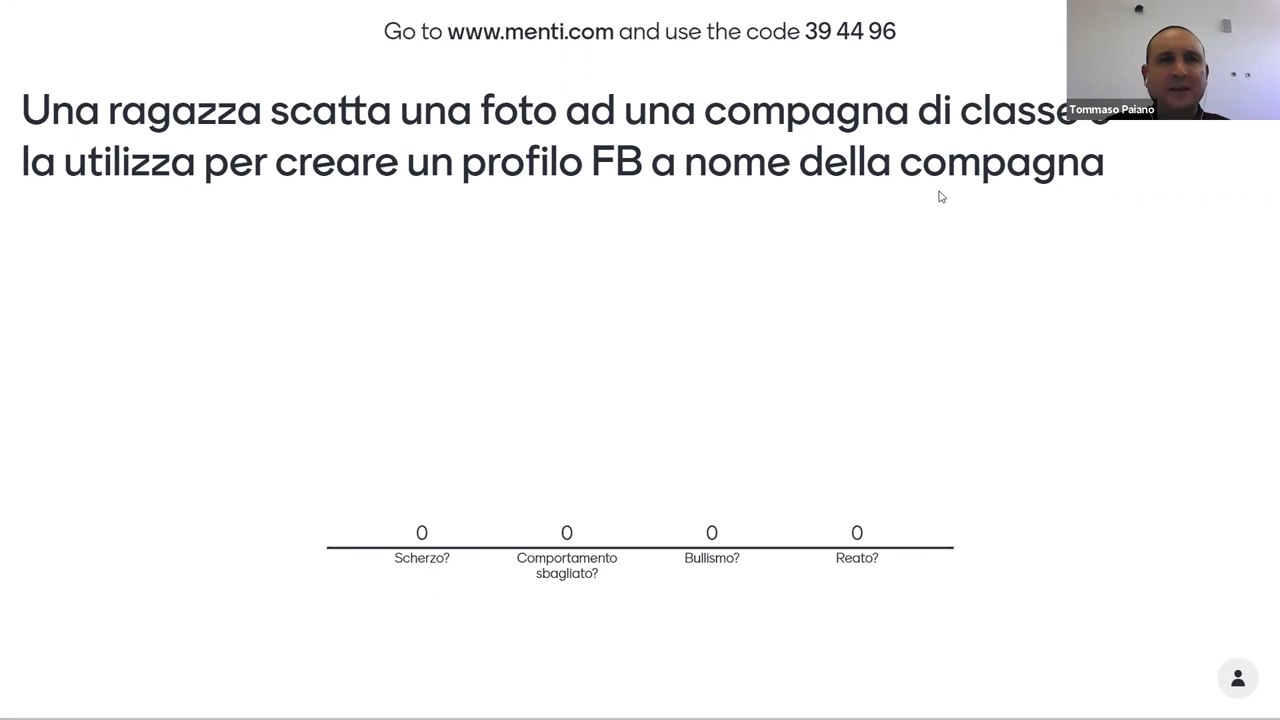 Go to www.menti.com and use the code 39 44 96
Una ragazza scatta una foto ad una compagna di classe
la utilizza per creare un profilo FB a nome della compagna
Tommaso Paiano
0 0 0 0
Scherzo? Comportamento sbagliato? Bullismo? Reato?